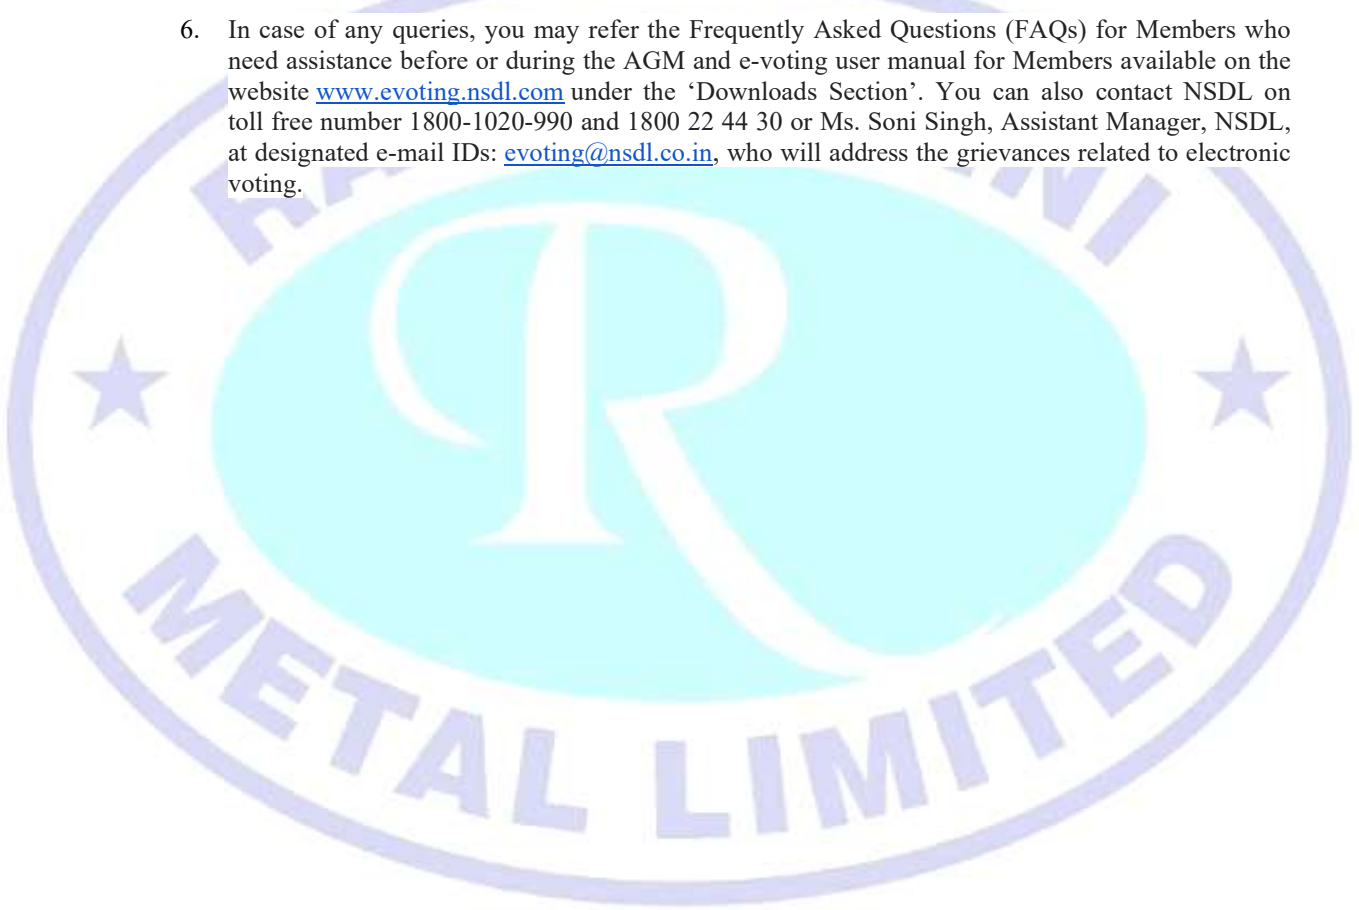 6. In case of any queries, you may refer the Frequently Asked Questions (FAQs) for Members who
need assistance before or during the AGM and e-voting user manual for Members available on the
website www.evoting.nsdl.com under the ‘Downloads Section’. You can also contact NSDL on
toll free number 1800-1020-990 and 1800 22 44 30 or Ms. Soni Singh, Assistant Manager, NSDL,
at designated e-mail IDs: evoting@nsdl.co.in, who will address the grievances related to electronic
voting.
R
METAL LIMITED